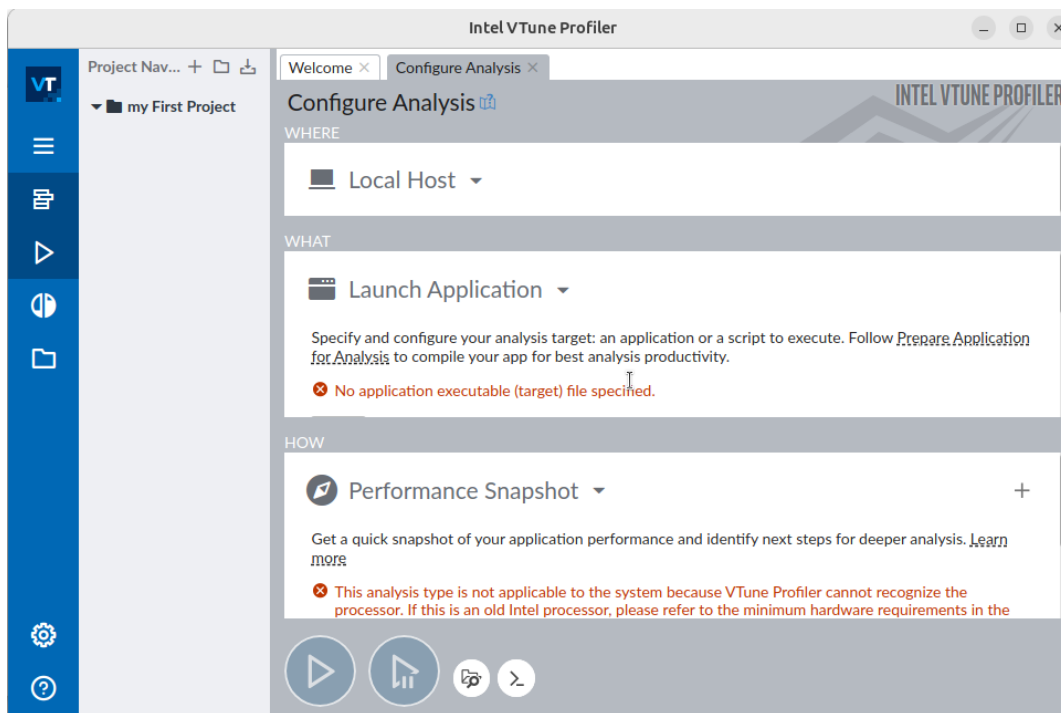 Intel VTune Profiler
VT
Project Nav...
my First Project
Welcome
Configure Analysis
Configure Analysis
INTEL VTUNE PROFILER
WHERE
Local Host
WHAT
Launch Application
Specify and configure your analysis target: an application or a script to execute. Follow Prepare Application
for Analysis to compile your app for best analysis productivity.
No application executable (target) file specified.
HOW
Performance Snapshot
Get a quick snapshot of your application performance and identify next steps for deeper analysis. Learn
more
This analysis type is not applicable to the system because VTune Profiler cannot recognize the
processor. If this is an old Intel processor, please refer to the minimum hardware requirements in the